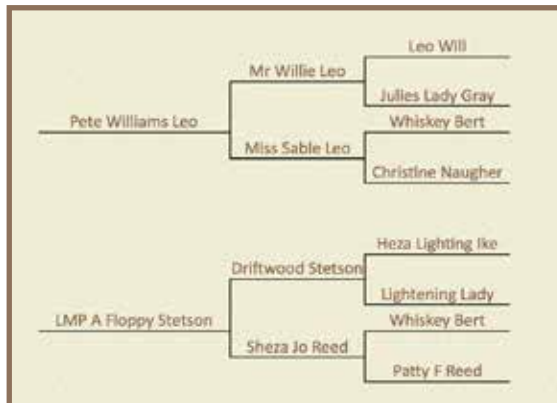 Leo Will
Mr Willie Leo
Julies Lady Gray
Pete Williams Leo
Whiskey Bert
Miss Sable Leo
Christine Naugher
Heza Lighting Ike
Driftwood Stetson
Lightening Lady
LMP A Floppy Stetson
Whiskey Bert
Sheza Jo Reed
Patty F Reed